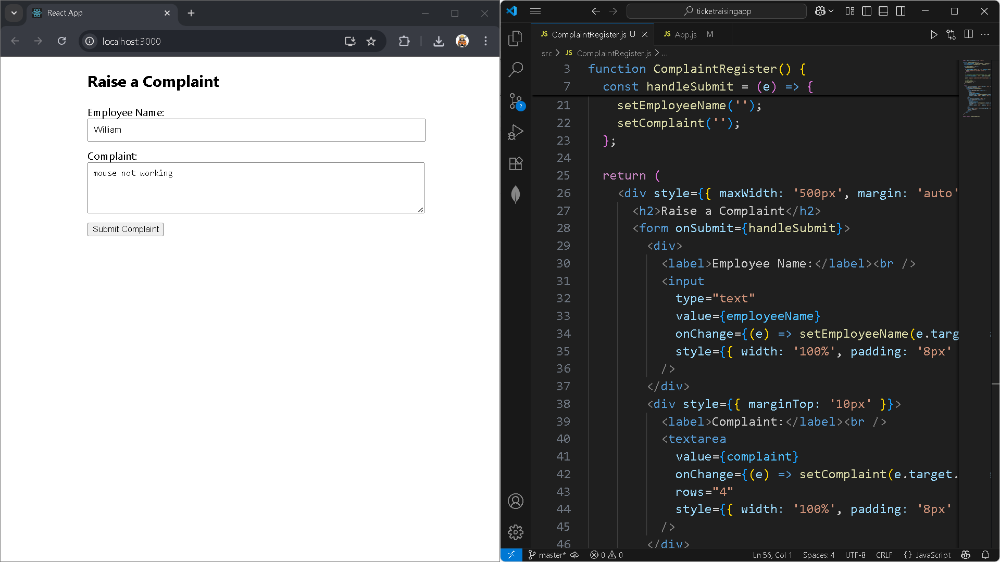 React App
localhost:3000
Raise a Complaint
Employee Name:
William
Complaint:
mouse not working
Submit Complaint
ticketraisingapp
JS ComplaintRegister.js U
JS App.js M
src > JS ComplaintRegister.js > ...
2
3 function ComplaintRegister() {
7 const handleSubmit = (e) => {
21 setEmployeeName('');
22 setComplaint('');
23 };
24
25 return (
26 <div style={{ maxWidth: '500px', margin: 'auto'
27 <h2>Raise a Complaint</h2>
28 <form onSubmit={handleSubmit}>
29 <div>
30 <label>Employee Name:</label><br />
31 <input
32 type="text"
33 value={employeeName}
34 onChange={(e) => setEmployeeName(e.targ
35 style={{ width: '100%', padding: '8px'
36 />
37 </div>
38 <div style={{ marginTop: '10px' }}>
39 <label>Complaint:</label><br />
40 <textarea
41 value={complaint}
42 onChange={(e) => setComplaint(e.target.
43 rows="4"
44 style={{ width: '100%', padding: '8px'
45 />
46 </div>
master* 0 0 Ln 56, Col 1 Spaces: 4 UTF-8 CRLF {} JavaScript